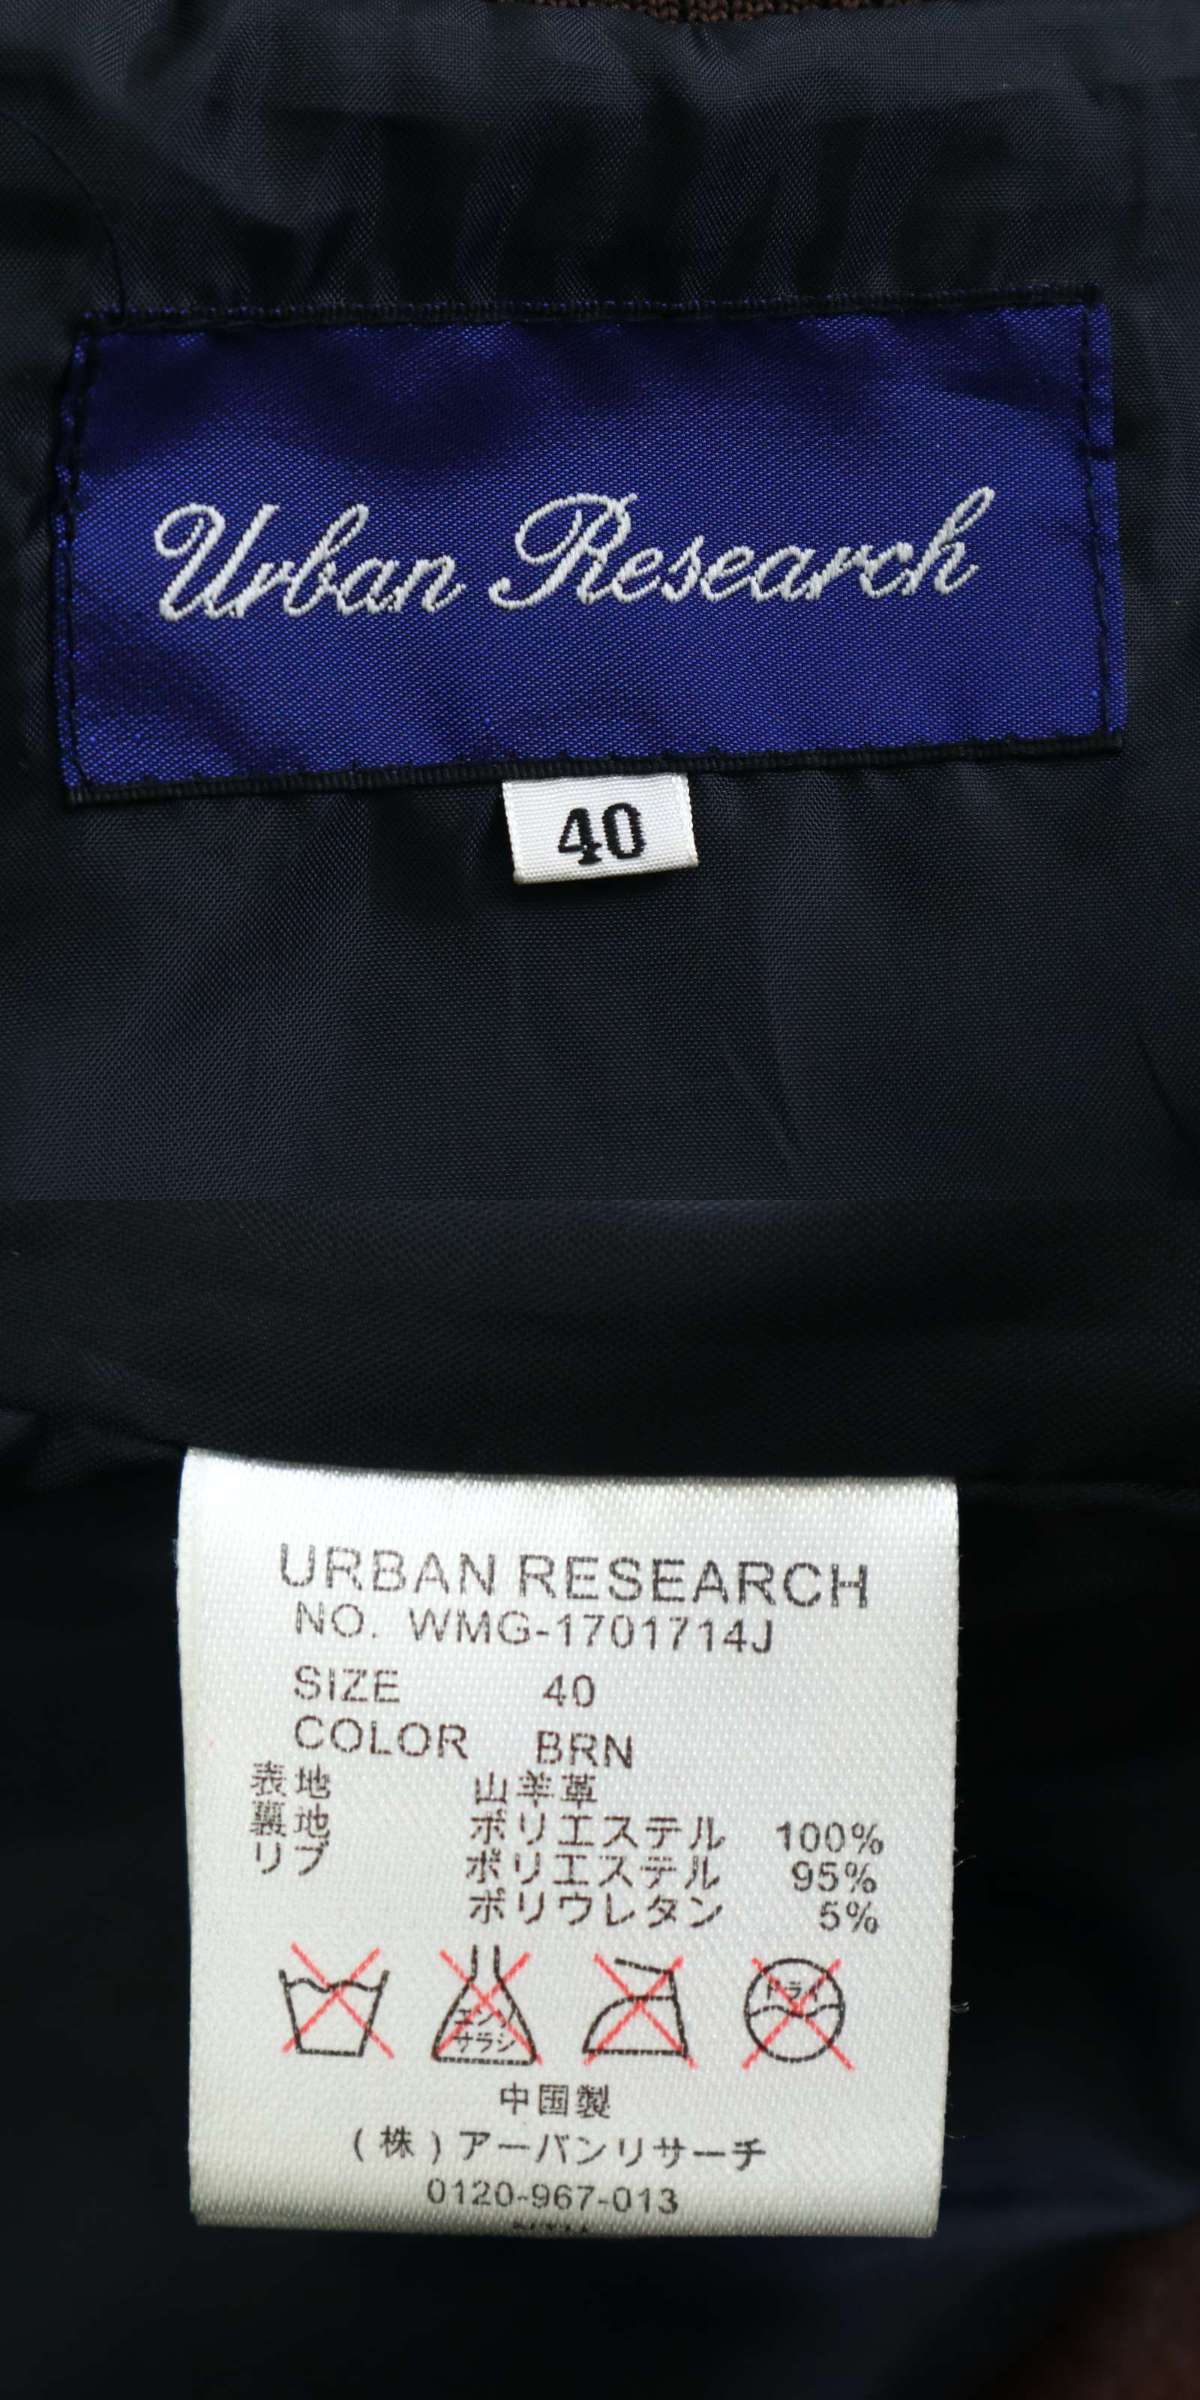 Urban Research
40
URBAN RESEARCH
NO. WMG-1701714J
SIZE 40
COLOR BRN
表地 山羊革
裏地 ポリエステル 100%
リブ ポリエステル 95%
ポリウレタン 5%
エンソ サラシ ドライ
中国製
(株)アーバンリサーチ
0120-967-013